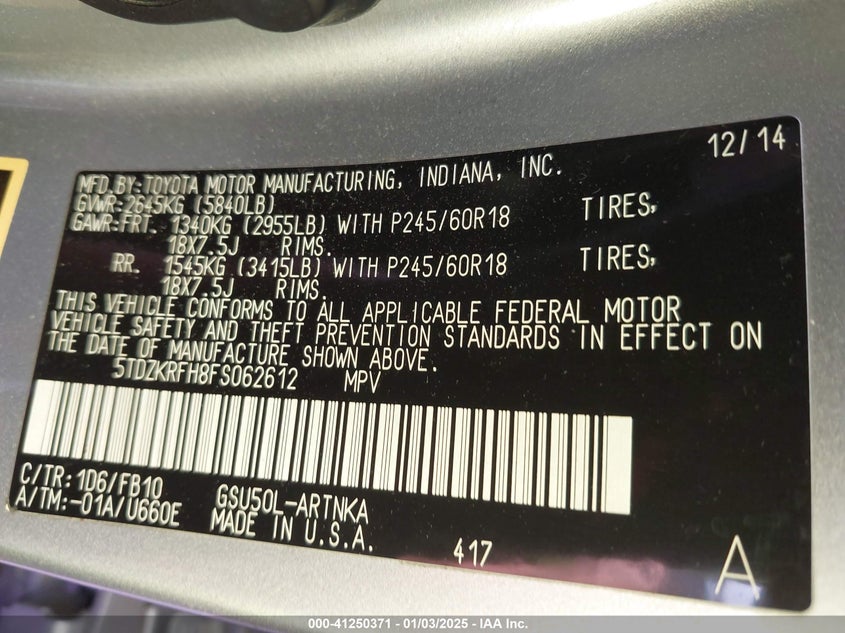 12/14
MFD.BY:TOYOTA MOTOR MANUFACTURING, INDIANA, INC.
GVWR:2645KG (5840LB)
GAWR:FRT. 1340KG (2955LB) WITH P245/60R18 TIRES,
18X7.5J RIMS.
RR. 1545KG (3415LB) WITH P245/60R18 TIRES,
18X7.5J RIMS.
THIS VEHICLE CONFORMS TO ALL APPLICABLE FEDERAL MOTOR
VEHICLE SAFETY AND THEFT PREVENTION STANDARDS IN EFFECT ON
THE DATE OF MANUFACTURE SHOWN ABOVE.
5TDZKRFH8FS062612 MPV
C/TR: 1D6/FB10
A/TM:-01A/U660E
GSU50L-ARTNKA
MADE IN U.S.A.
417
A
000-41250371 - 01/03/2025 - IAA Inc.